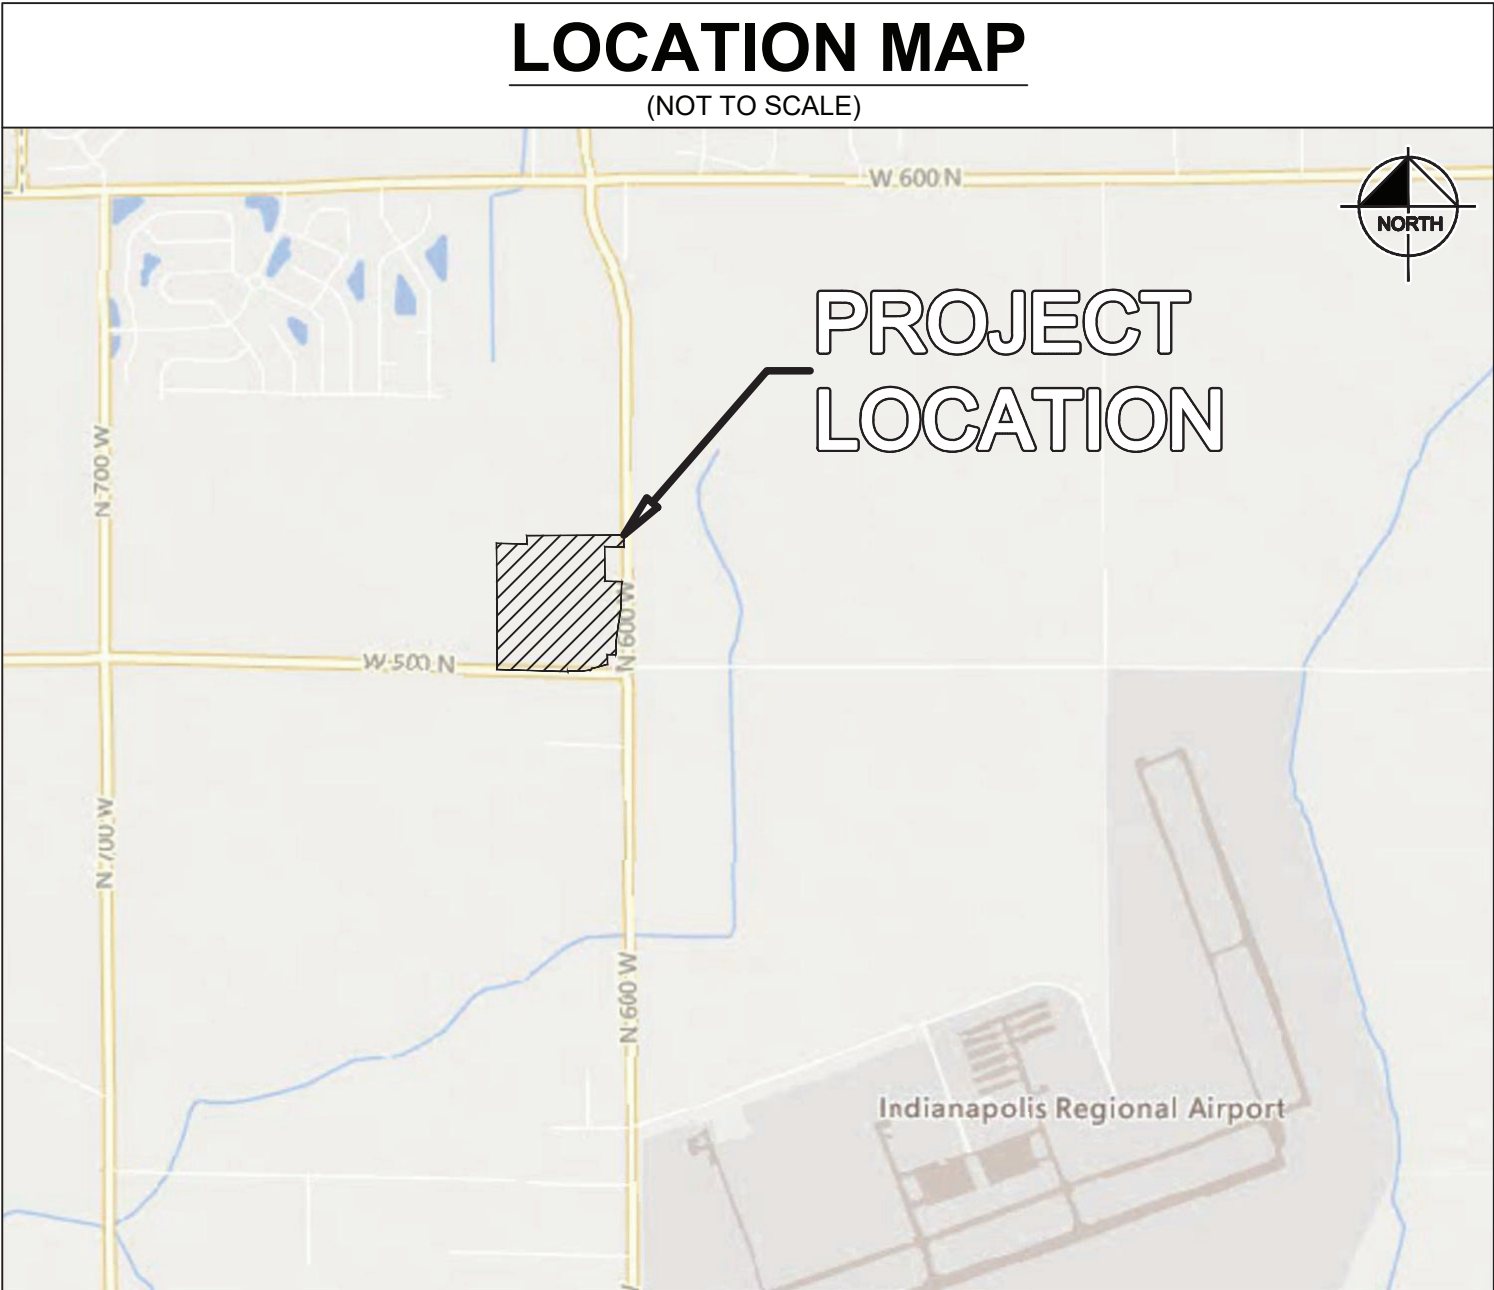 LOCATION MAP
(NOT TO SCALE)
W 600 N
NORTH
PROJECT
LOCATION
N 700 W
N 600 W
W 500 N
N 700 W
N 600 W
Indianapolis Regional Airport